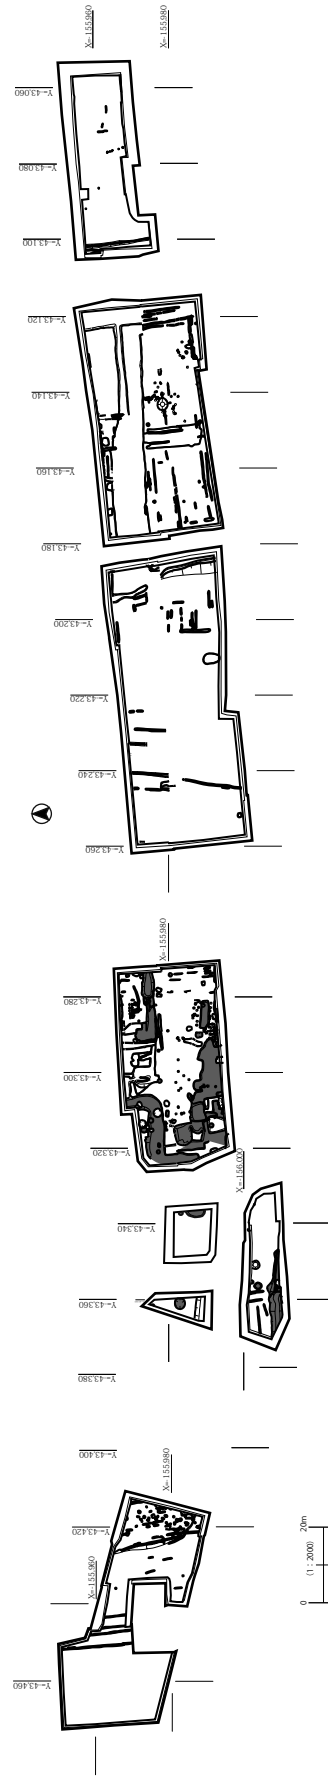 X=-155,960
X=-155,980
Y=-43,060
Y=-43,080
Y=-43,100
Y=-43,120
Y=-43,140
Y=-43,160
Y=-43,180
Y=-43,200
Y=-43,220
Y=-43,240
Y=-43,260
X=-155,980
Y=-43,280
Y=-43,300
Y=-43,320
X=-156,000
Y=-43,340
Y=-43,360
Y=-43,380
Y=-43,400
X=-155,980
Y=-43,420
X=-155,960
Y=-43,460
0
(1:2000)
20m